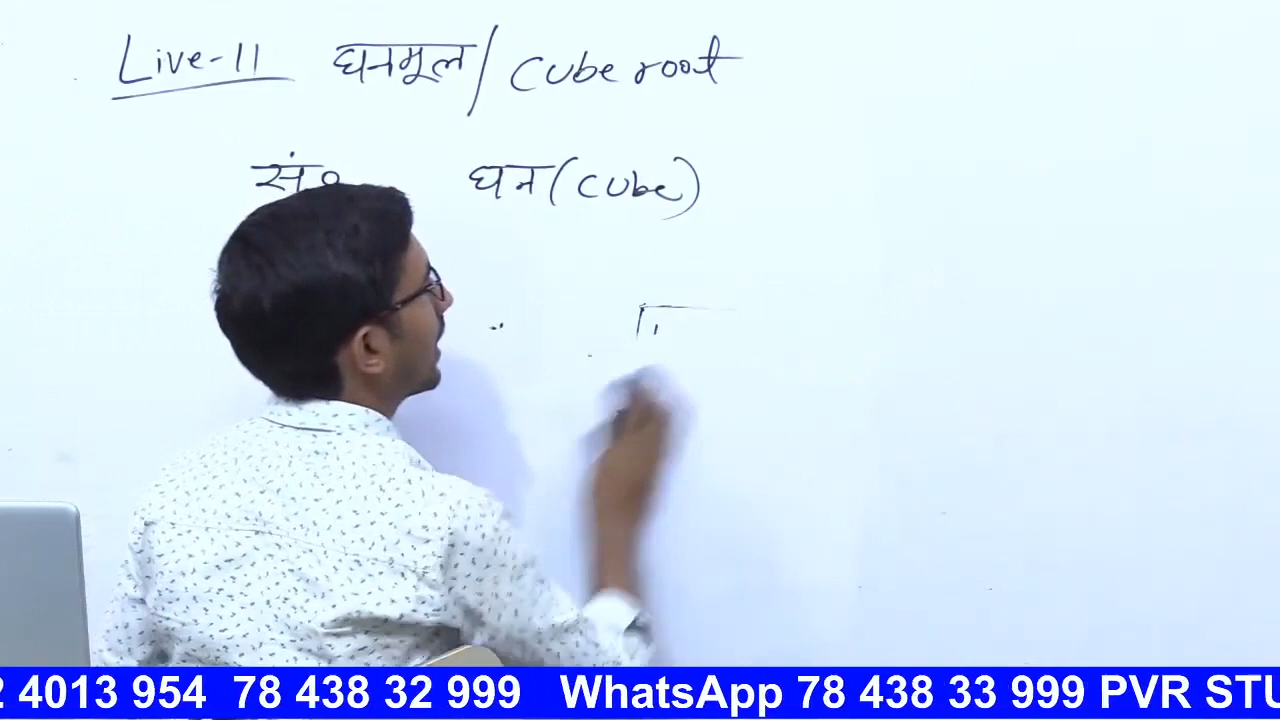 Live-11 घनमूल/ Cube root
सं० घन (Cube)
2 4013 954 78 438 32 999 WhatsApp 78 438 33 999 PVR STU